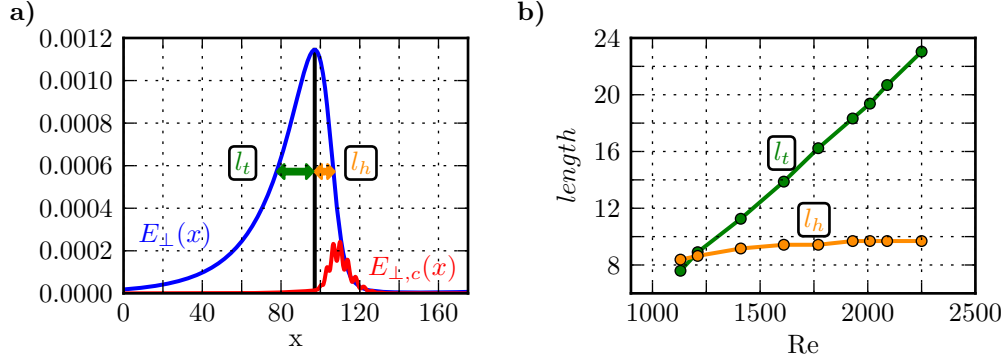 a)
0.0012
0.0010
0.0008
0.0006
0.0004
0.0002
0.0000
l_t
l_h
E_⊥(x)
E_{⊥,c}(x)
0 40 80 120 160
x
b)
24
20
16
12
8
length
l_t
l_h
1000 1500 2000 2500
Re